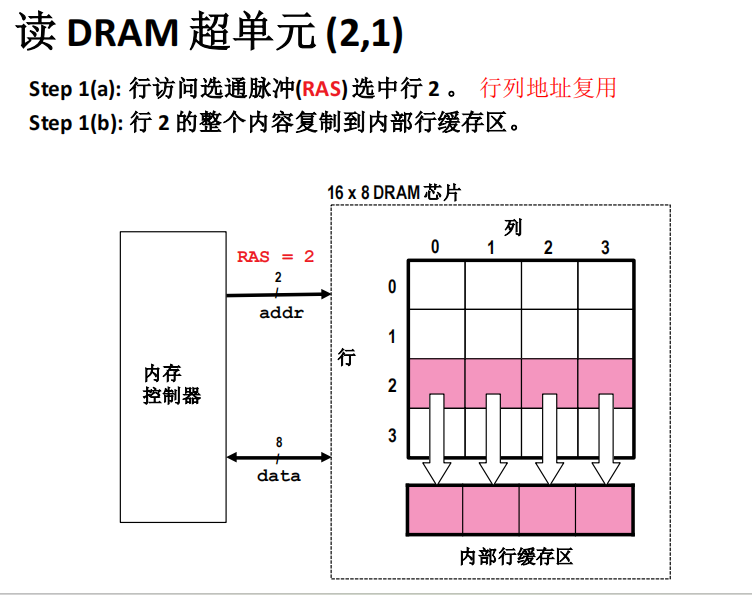 读 DRAM 超单元 (2,1)
Step 1(a): 行访问选通脉冲(RAS) 选中行 2 。 行列地址复用
Step 1(b): 行 2 的整个内容复制到内部行缓存区。
16 x 8 DRAM 芯片
列
0 1 2 3
RAS = 2
2
addr
0
1
行
内存
控制器
2
3
8
data
内部行缓存区